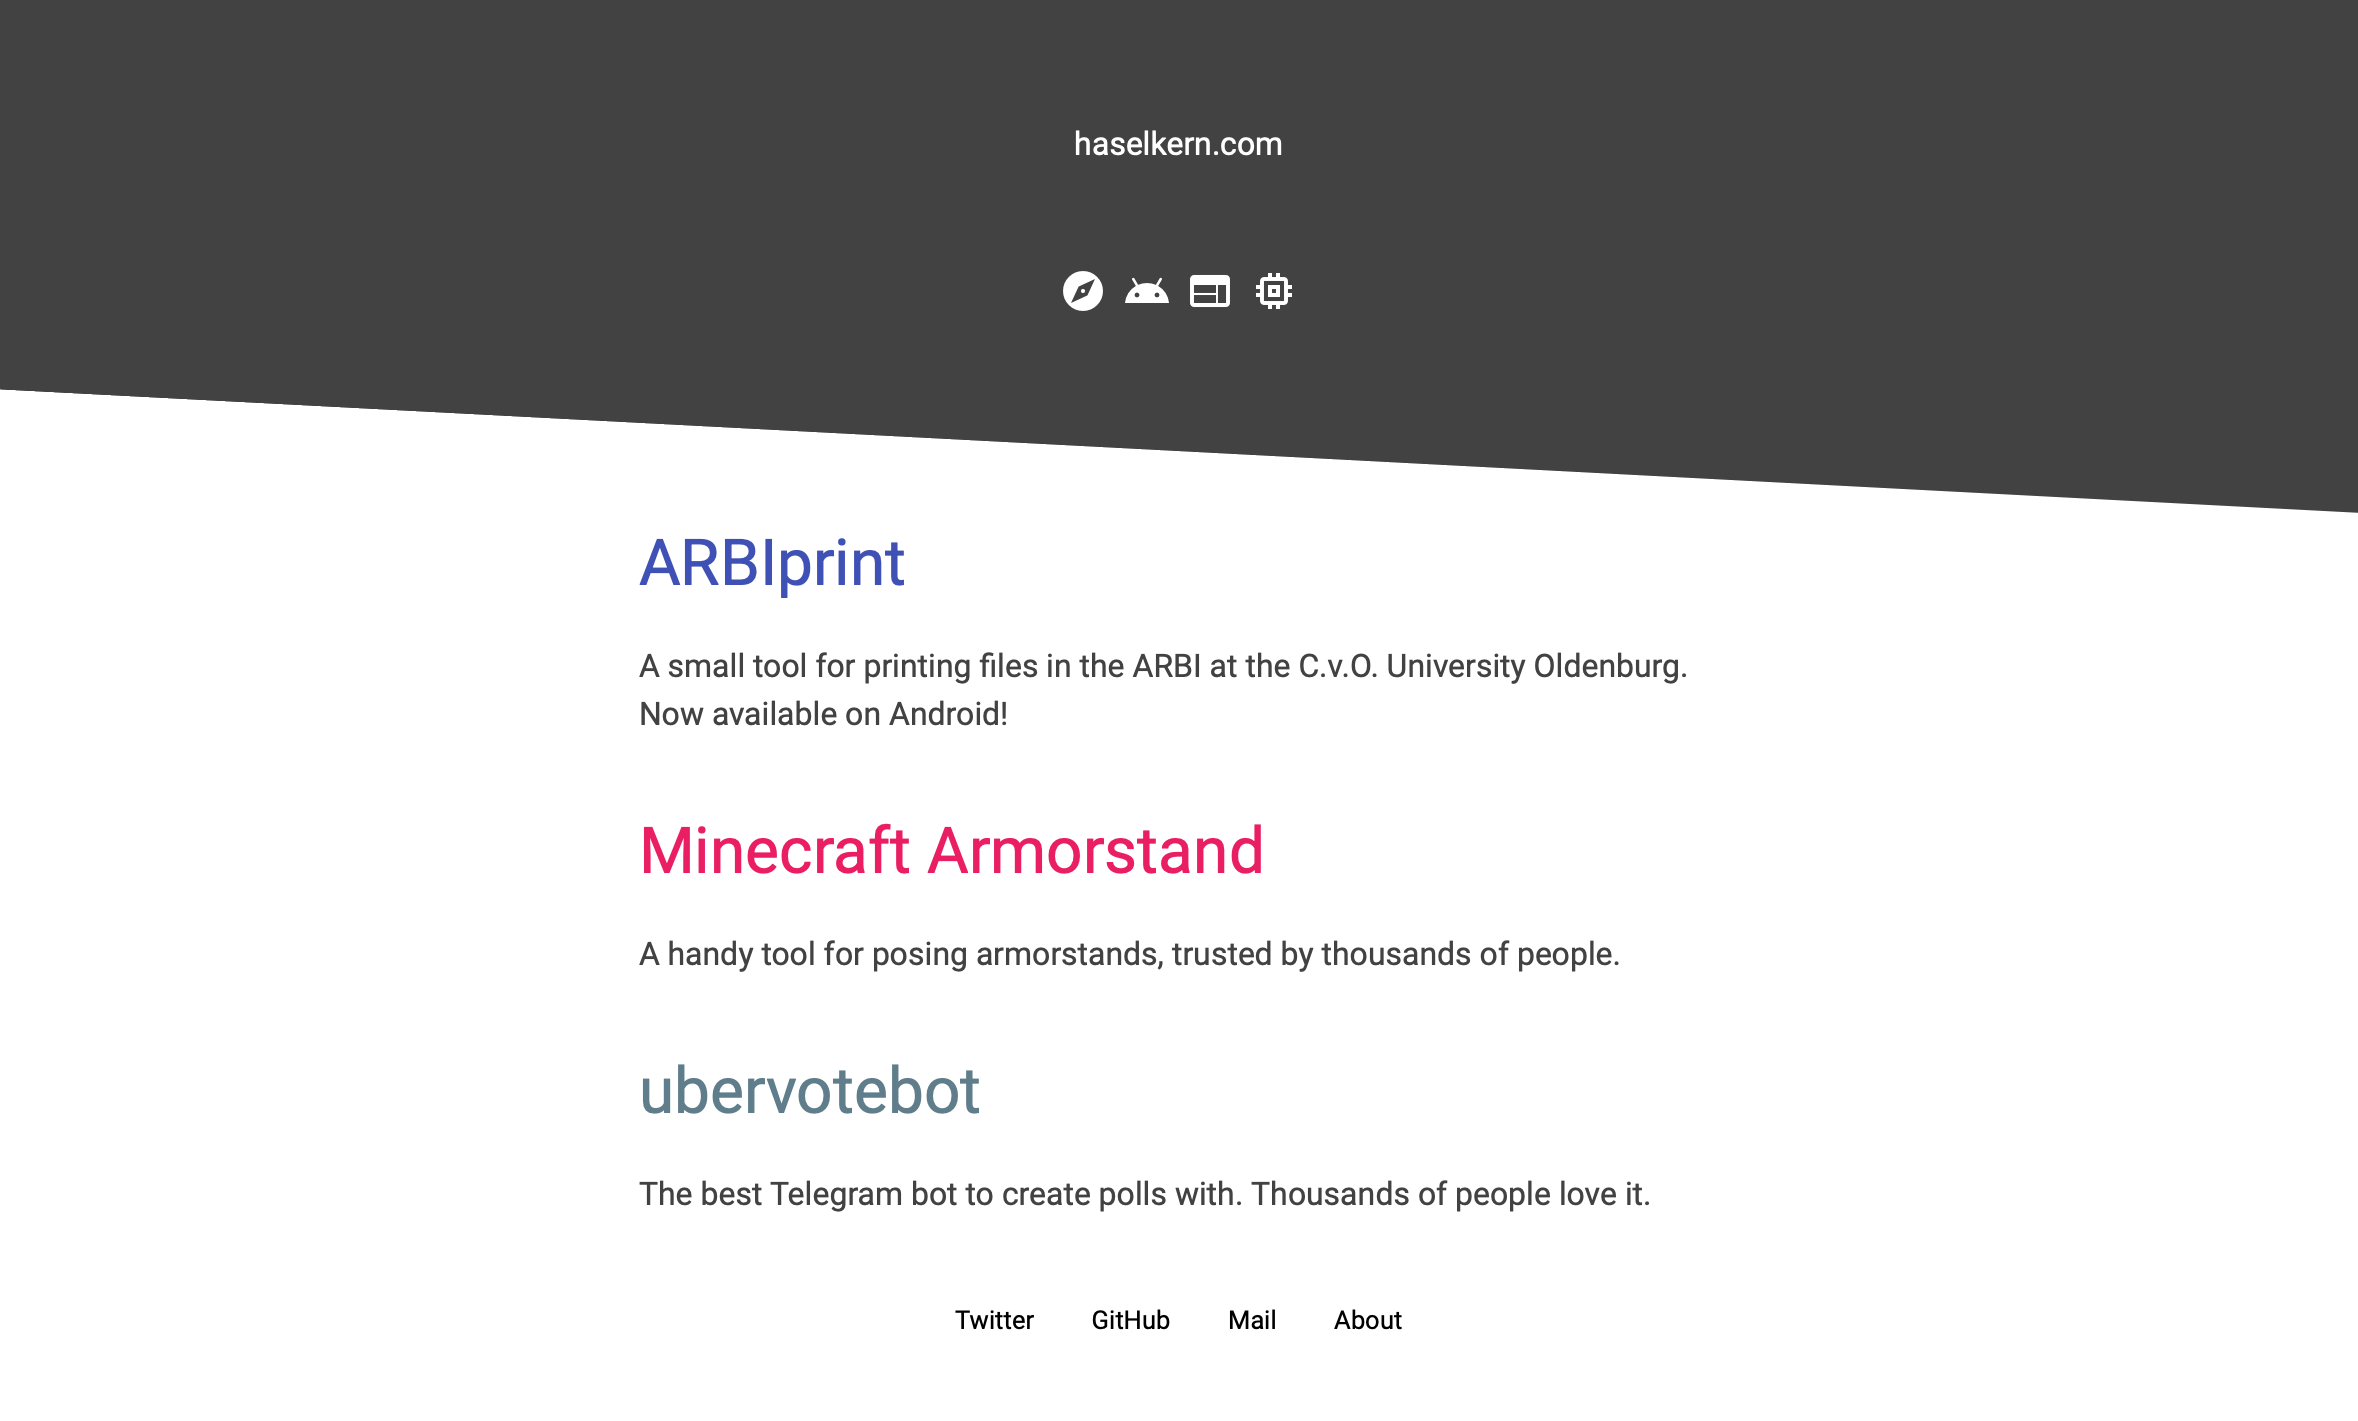 haselkern.com
ARBIprint
A small tool for printing files in the ARBI at the C.v.O. University Oldenburg.
Now available on Android!
Minecraft Armorstand
A handy tool for posing armorstands, trusted by thousands of people.
ubervotebot
The best Telegram bot to create polls with. Thousands of people love it.
Twitter GitHub Mail About